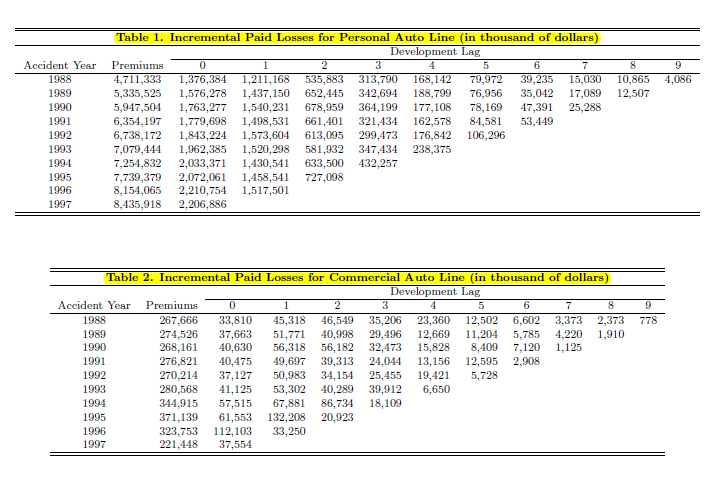 Table 1. Incremental Paid Losses for Personal Auto Line (in thousand of dollars)
Development Lag
Accident Year Premiums 0 1 2 3 4 5 6 7 8 9
1988 4,711,333 1,376,384 1,211,168 535,883 313,790 168,142 79,972 39,235 15,030 10,865 4,086
1989 5,335,525 1,576,278 1,437,150 652,445 342,694 188,799 76,956 35,042 17,089 12,507
1990 5,947,504 1,763,277 1,540,231 678,959 364,199 177,108 78,169 47,391 25,288
1991 6,354,197 1,779,698 1,498,531 661,401 321,434 162,578 84,581 53,449
1992 6,738,172 1,843,224 1,573,604 613,095 299,473 176,842 106,296
1993 7,079,444 1,962,385 1,520,298 581,932 347,434 238,375
1994 7,254,832 2,033,371 1,430,541 633,500 432,257
1995 7,739,379 2,072,061 1,458,541 727,098
1996 8,154,065 2,210,754 1,517,501
1997 8,435,918 2,206,886
Table 2. Incremental Paid Losses for Commercial Auto Line (in thousand of dollars)
Development Lag
Accident Year Premiums 0 1 2 3 4 5 6 7 8 9
1988 267,666 33,810 45,318 46,549 35,206 23,360 12,502 6,602 3,373 2,373 778
1989 274,526 37,663 51,771 40,998 29,496 12,669 11,204 5,785 4,220 1,910
1990 268,161 40,630 56,318 56,182 32,473 15,828 8,409 7,120 1,125
1991 276,821 40,475 49,697 39,313 24,044 13,156 12,595 2,908
1992 270,214 37,127 50,983 34,154 25,455 19,421 5,728
1993 280,568 41,125 53,302 40,289 39,912 6,650
1994 344,915 57,515 67,881 86,734 18,109
1995 371,139 61,553 132,208 20,923
1996 323,753 112,103 33,250
1997 221,448 37,554